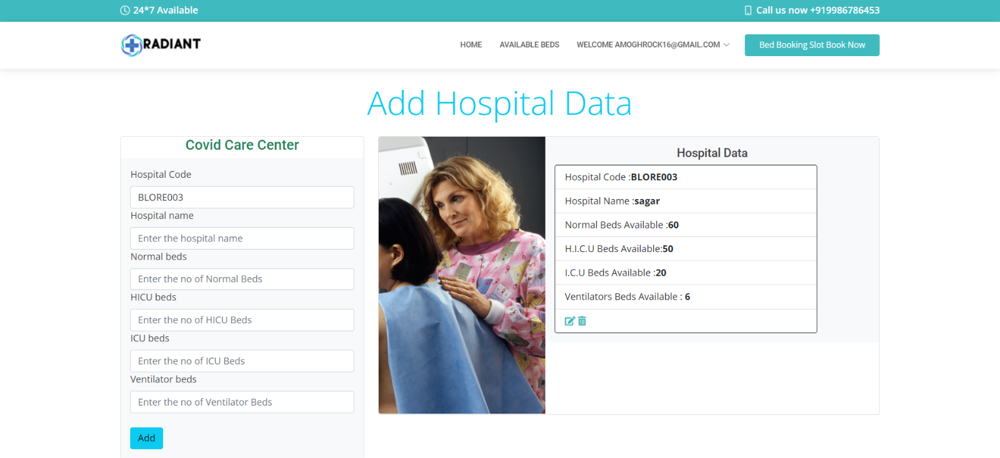 24*7 Available
Call us now +919986786453
RADIANT
HOME
AVAILABLE BEDS
WELCOME AMOGHROCK16@GMAIL.COM
Bed Booking Slot Book Now
Add Hospital Data
Covid Care Center
Hospital Code
BLORE003
Hospital name
Enter the hospital name
Normal beds
Enter the no of Normal Beds
HICU beds
Enter the no of HICU Beds
ICU beds
Enter the no of ICU Beds
Ventilator beds
Enter the no of Ventilator Beds
Add
Hospital Data
Hospital Code :BLORE003
Hospital Name :sagar
Normal Beds Available :60
H.I.C.U Beds Available:50
I.C.U Beds Available :20
Ventilators Beds Available : 6